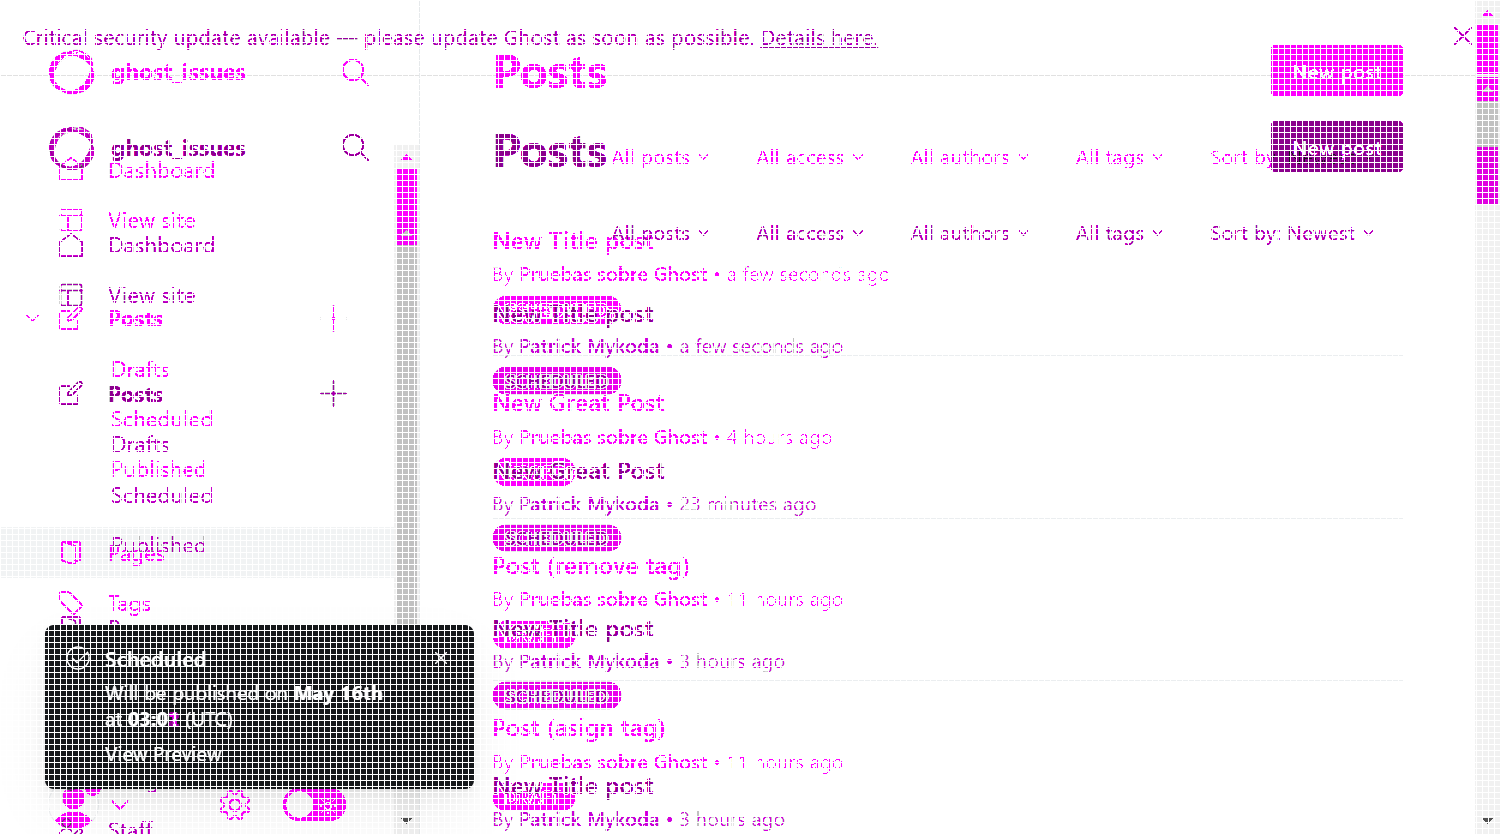 Critical security update available — please update Ghost as soon as possible. Details here.
ghost_issues
Posts
New post
ghost_issues
Posts
All posts
All access
All authors
All tags
Sort by
New post
Dashboard
View site
Dashboard
All posts
All access
All authors
All tags
Sort by: Newest
New Title post
By Pruebas sobre Ghost • a few seconds ago
View site
Posts
New Title post
By Patrick Mykoda • a few seconds ago
Drafts
SCHEDULED
Posts
New Great Post
Scheduled
By Pruebas sobre Ghost • 4 hours ago
Drafts
Published
New Great Post
Scheduled
By Patrick Mykoda • 23 minutes ago
SCHEDULED
Published
Pages
Post (remove tag)
Tags
By Pruebas sobre Ghost • 11 hours ago
New Title post
By Patrick Mykoda • 3 hours ago
SCHEDULED
Scheduled
Will be published on May 16th
at 03:0 (UTC)
View Preview
Post (asign tag)
By Pruebas sobre Ghost • 11 hours ago
New Title post
By Patrick Mykoda • 3 hours ago
Staff